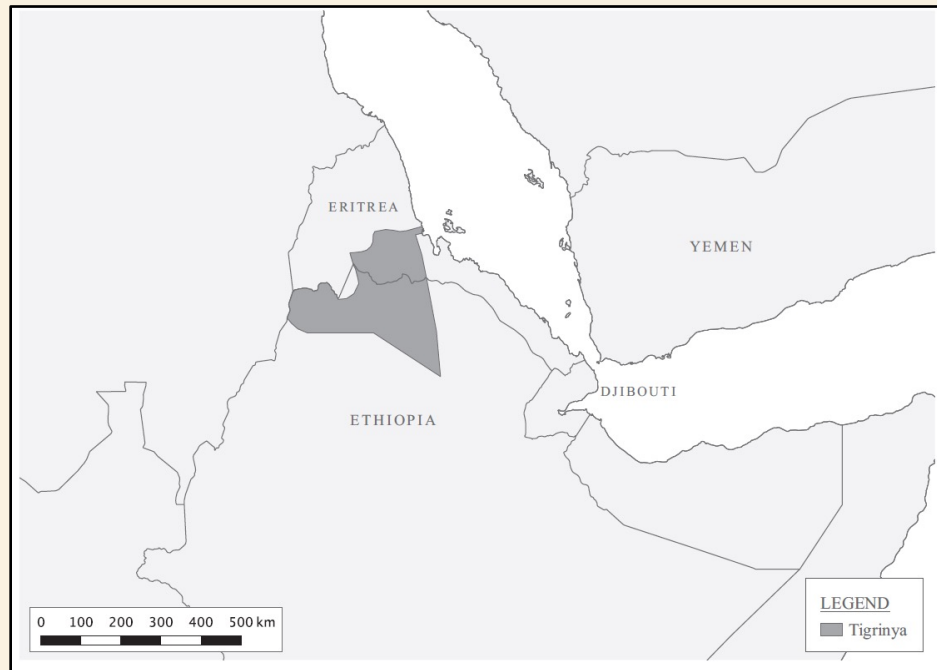 ERITREA
YEMEN
DJIBOUTI
ETHIOPIA
0 100 200 300 400 500 km
LEGEND
Tigrinya